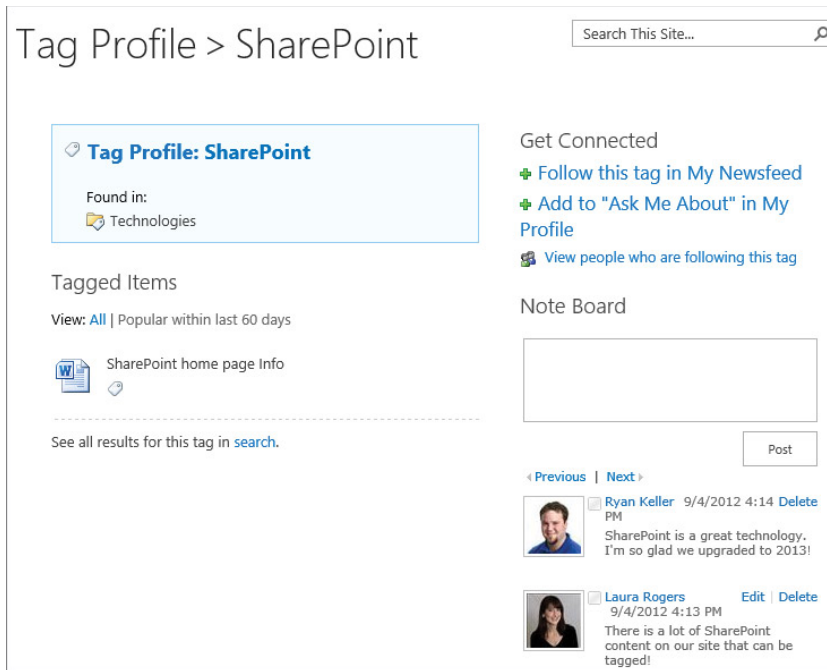 Tag Profile > SharePoint
Search This Site...
Tag Profile: SharePoint
Found in:
Technologies
Tagged Items
View: All | Popular within last 60 days
SharePoint home page Info
See all results for this tag in search.
Get Connected
Follow this tag in My Newsfeed
Add to "Ask Me About" in My
Profile
View people who are following this tag
Note Board
Post
Previous | Next
Ryan Keller 9/4/2012 4:14 Delete
PM
SharePoint is a great technology.
I'm so glad we upgraded to 2013!
Laura Rogers Edit | Delete
9/4/2012 4:13 PM
There is a lot of SharePoint
content on our site that can be
tagged!